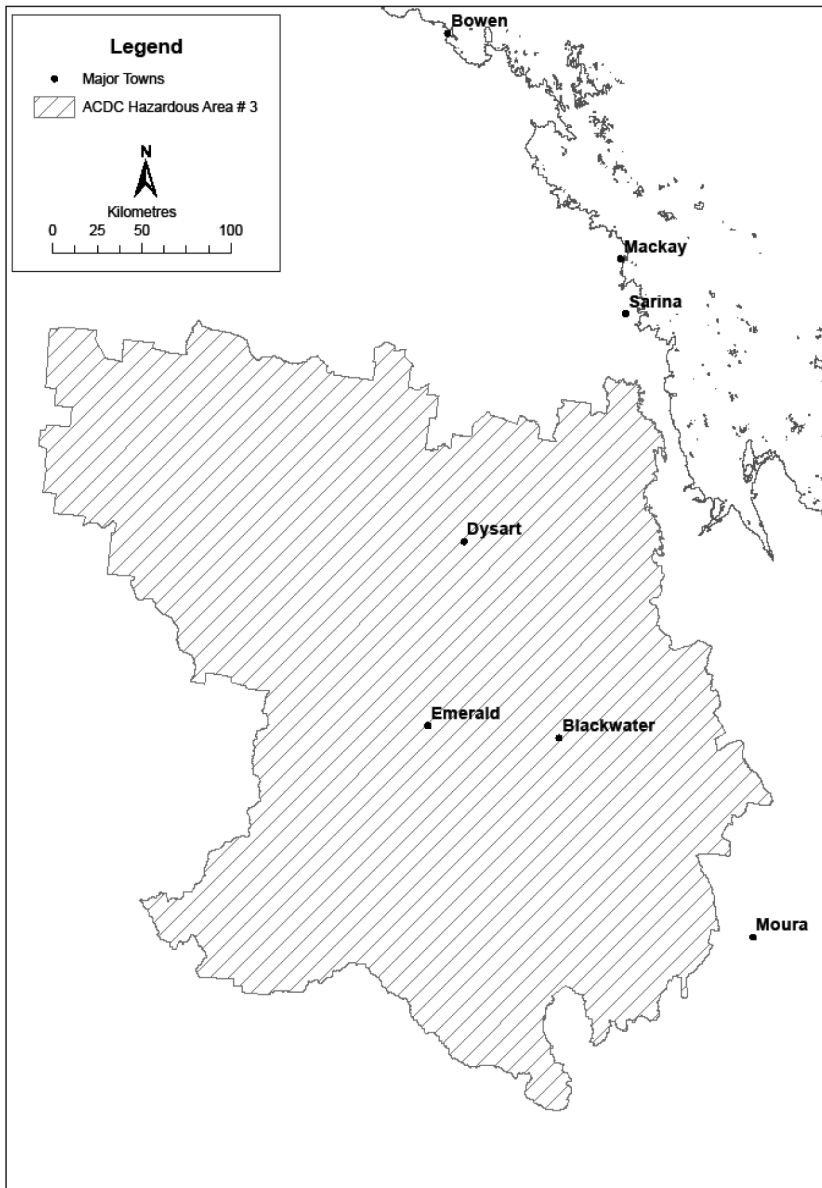 Legend
Major Towns
ACDC Hazardous Area # 3
N
Kilometres
0 25 50 100
Bowen
Mackay
Sarina
Dysart
Emerald
Blackwater
Moura